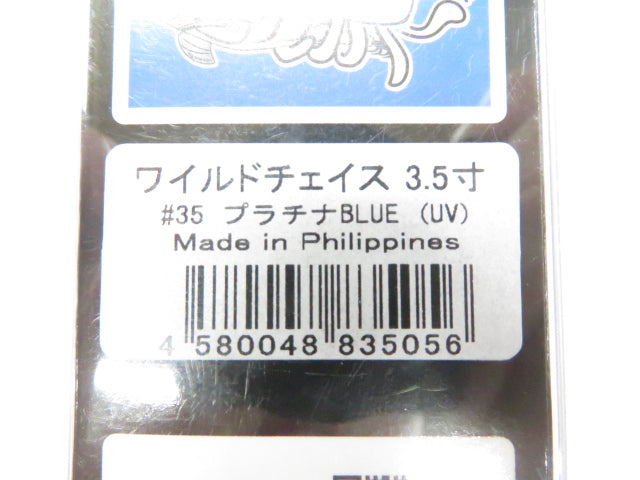 ワイルドチェイス 3.5寸
#35 プラチナBLUE (UV)
Made in Philippines
4 580048 835056